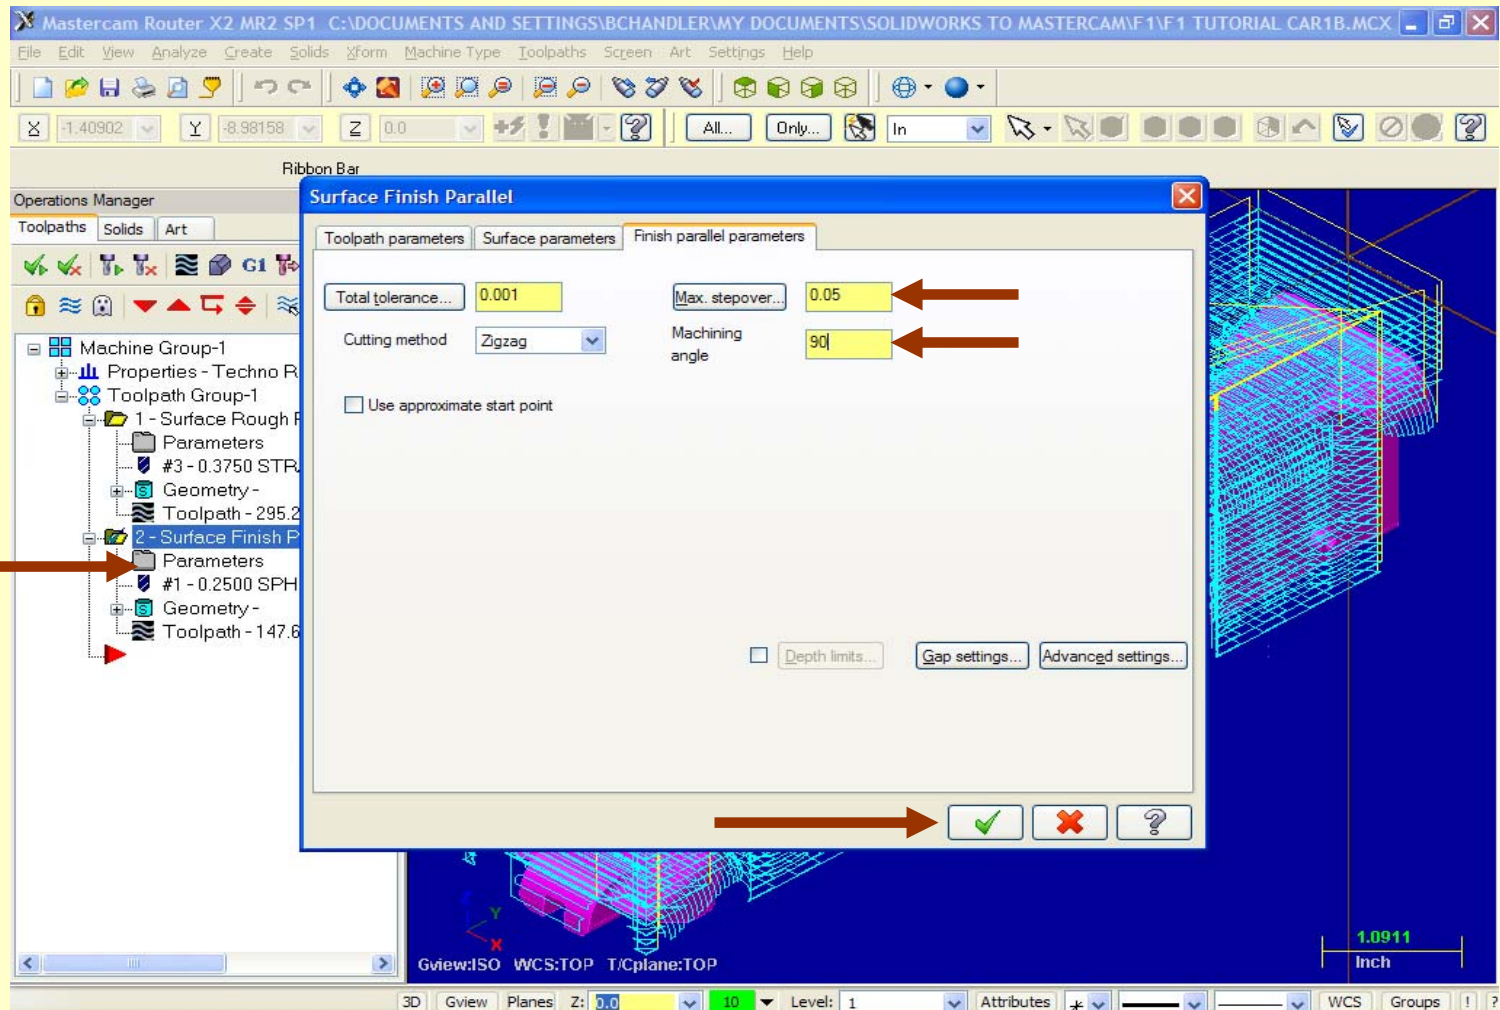 Mastercam Router X2 MR2 SP1 C:\DOCUMENTS AND SETTINGS\BCHANDLER\MY DOCUMENTS\SOLIDWORKS TO MASTERCAM\F1\F1 TUTORIAL CAR1B.MCX
File Edit View Analyze Create Solids Xform Machine Type Toolpaths Screen Art Settings Help
X -1.40902 Y -8.98158 Z 0.0 All... Only... In
Ribbon Bar
Operations Manager
Toolpaths Solids Art
G1
Machine Group-1
Properties - Techno R
Toolpath Group-1
1 - Surface Rough P
Parameters
#3 - 0.3750 STRA
Geometry -
Toolpath - 295.2
2 - Surface Finish P
Parameters
#1 - 0.2500 SPH
Geometry -
Toolpath - 147.6
Surface Finish Parallel
Toolpath parameters Surface parameters Finish parallel parameters
Total tolerance... 0.001 Max. stepover... 0.05
Cutting method Zigzag Machining angle 90
Use approximate start point
Depth limits... Gap settings... Advanced settings...
Y
X
Gview:ISO WCS:TOP T/Cplane:TOP
1.0911
Inch
3D Gview Planes Z: 0.0 10 Level: 1 Attributes WCS Groups ! ?